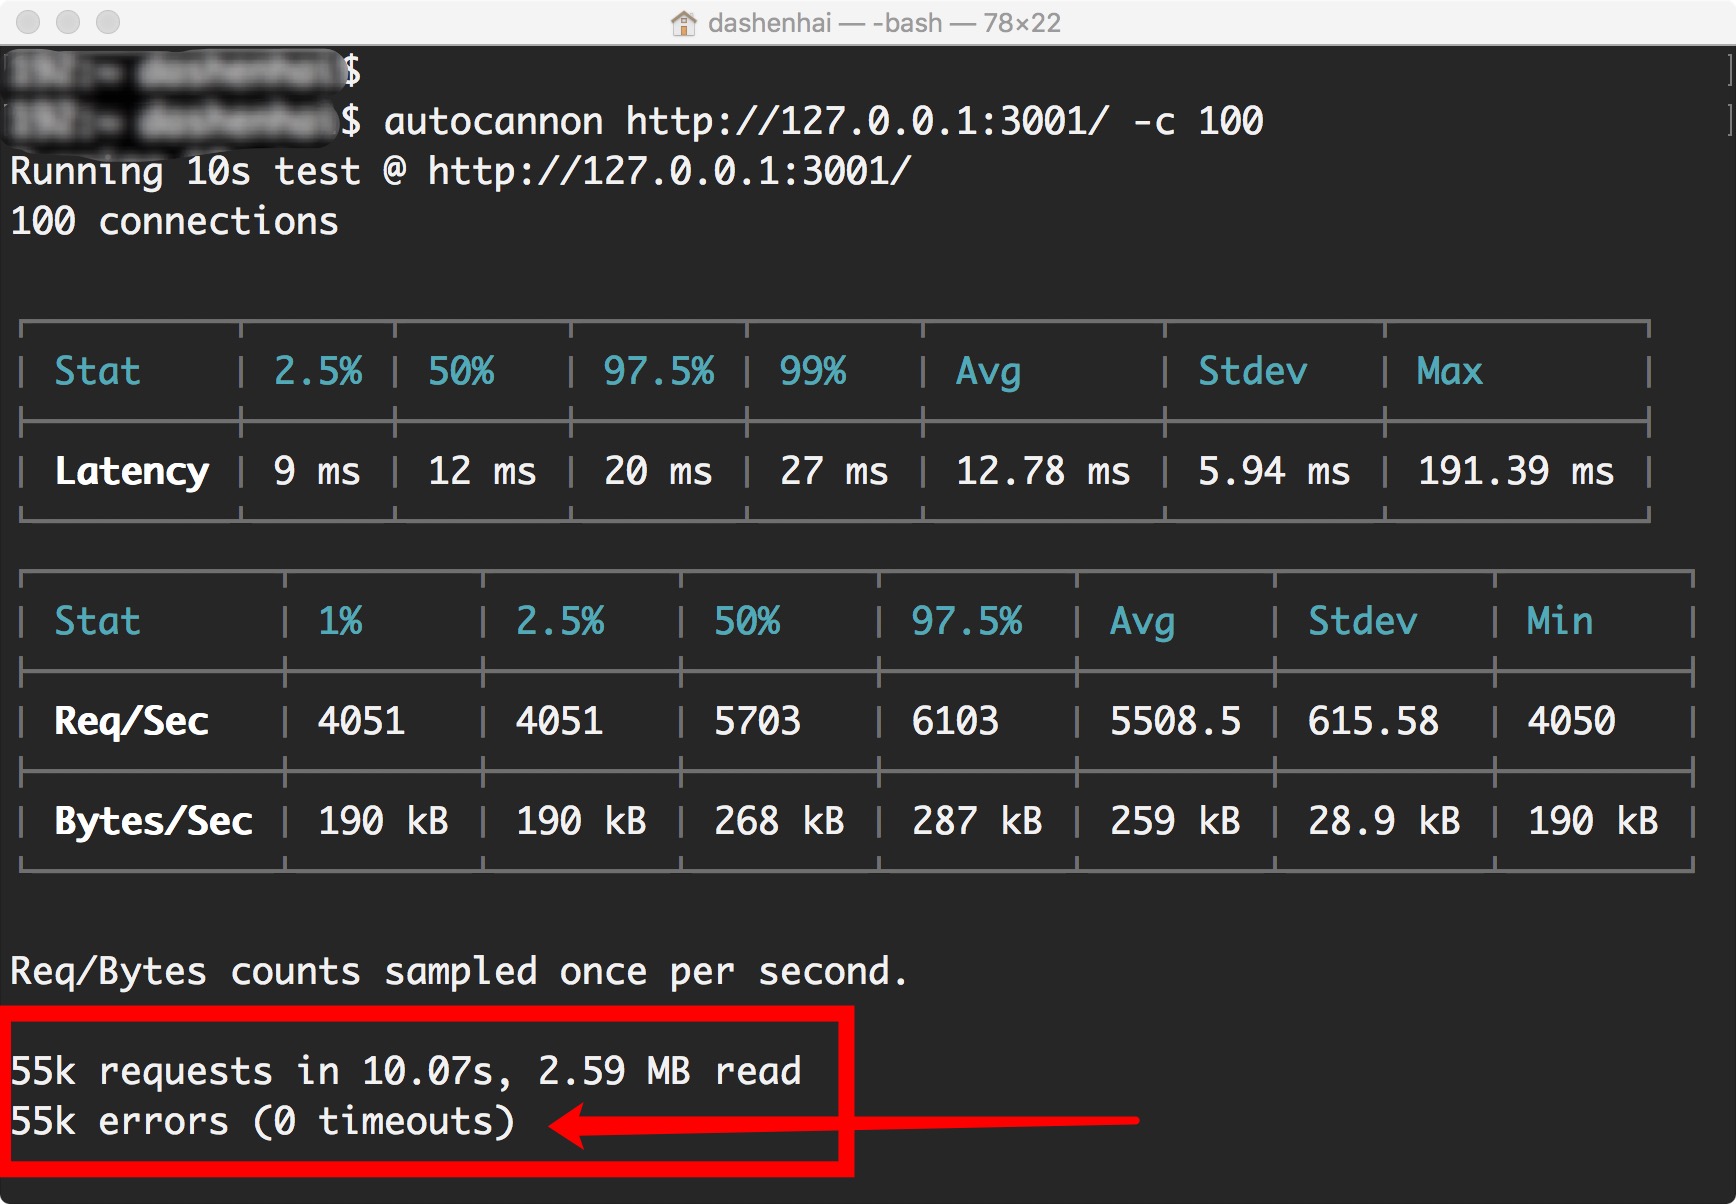 dashenhai — -bash — 78×22
$
$ autocannon http://127.0.0.1:3001/ -c 100
Running 10s test @ http://127.0.0.1:3001/
100 connections
Stat 2.5% 50% 97.5% 99% Avg Stdev Max
Latency 9 ms 12 ms 20 ms 27 ms 12.78 ms 5.94 ms 191.39 ms
Stat 1% 2.5% 50% 97.5% Avg Stdev Min
Req/Sec 4051 4051 5703 6103 5508.5 615.58 4050
Bytes/Sec 190 kB 190 kB 268 kB 287 kB 259 kB 28.9 kB 190 kB
Req/Bytes counts sampled once per second.
55k requests in 10.07s, 2.59 MB read
55k errors (0 timeouts)